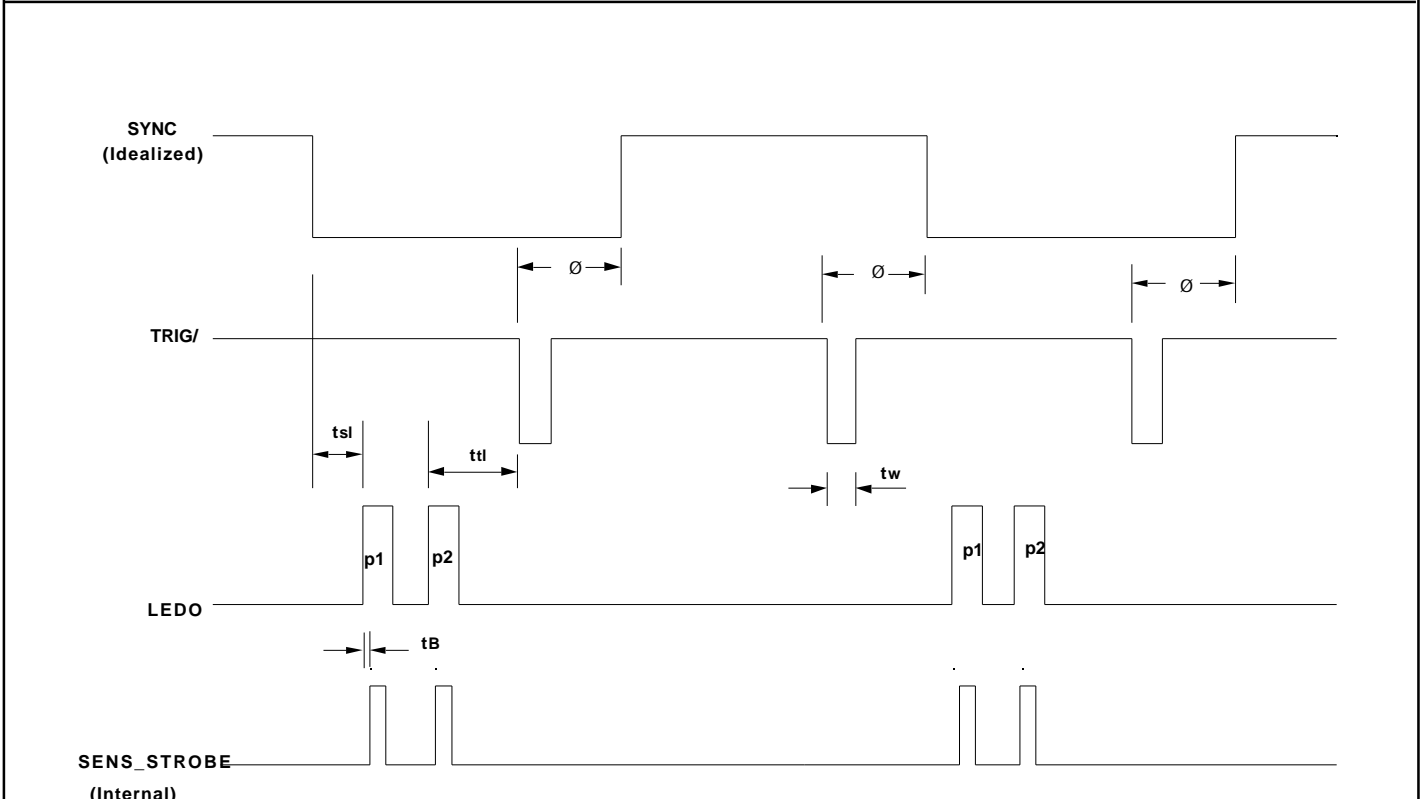 SYNC
(Idealized)
Ø Ø Ø
TRIG/
tsl
ttl
tw
p1 p2 p1 p2
LEDO
tB
SENS_STROBE
(Internal)